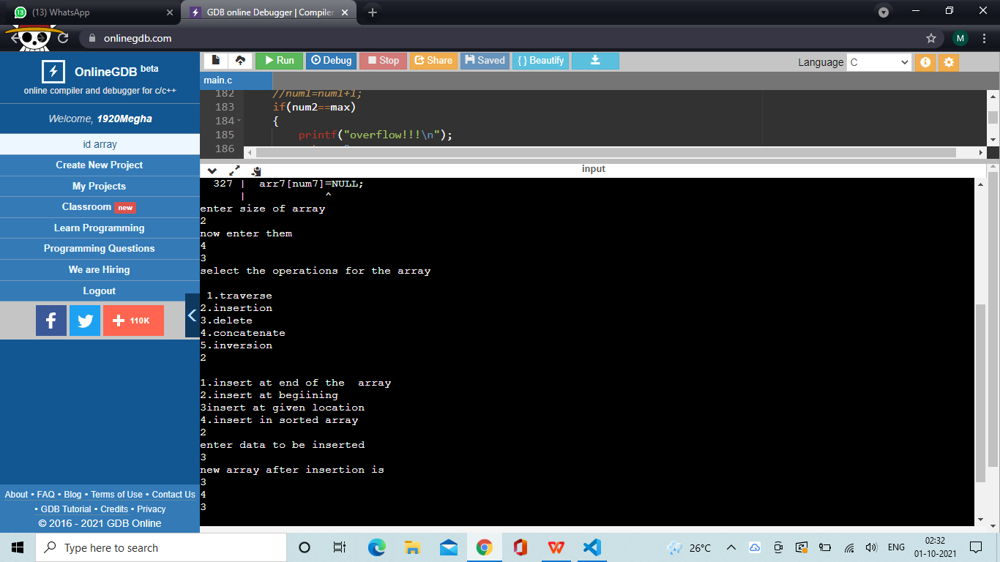 (13) WhatsApp
GDB online Debugger | Compiler
onlinegdb.com
M
OnlineGDB beta
online compiler and debugger for c/c++
Welcome, 1920Megha
id array
Create New Project
My Projects
Classroom new
Learn Programming
Programming Questions
We are Hiring
Logout
110K
About • FAQ • Blog • Terms of Use • Contact Us
• GDB Tutorial • Credits • Privacy
© 2016 - 2021 GDB Online
Run Debug Stop Share Saved { } Beautify
Language C
main.c
182 //num1=num1+1;
183 if(num2==max)
184 {
185 printf("overflow!!!\n");
186
input
327 | arr7[num7]=NULL;
| ^
enter size of array
2
now enter them
4
3
select the operations for the array
1.traverse
2.insertion
3.delete
4.concatenate
5.inversion
2
1.insert at end of the  array
2.insert at begiining
3insert at given location
4.insert in sorted array
2
enter data to be inserted
3
new array after insertion is
3
4
3
Type here to search
26°C
ENG
02:32
01-10-2021